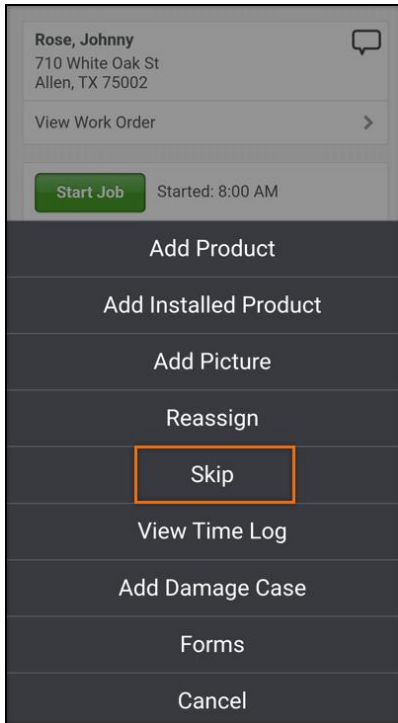 Rose, Johnny
710 White Oak St
Allen, TX 75002
View Work Order
Start Job Started: 8:00 AM
Add Product
Add Installed Product
Add Picture
Reassign
Skip
View Time Log
Add Damage Case
Forms
Cancel